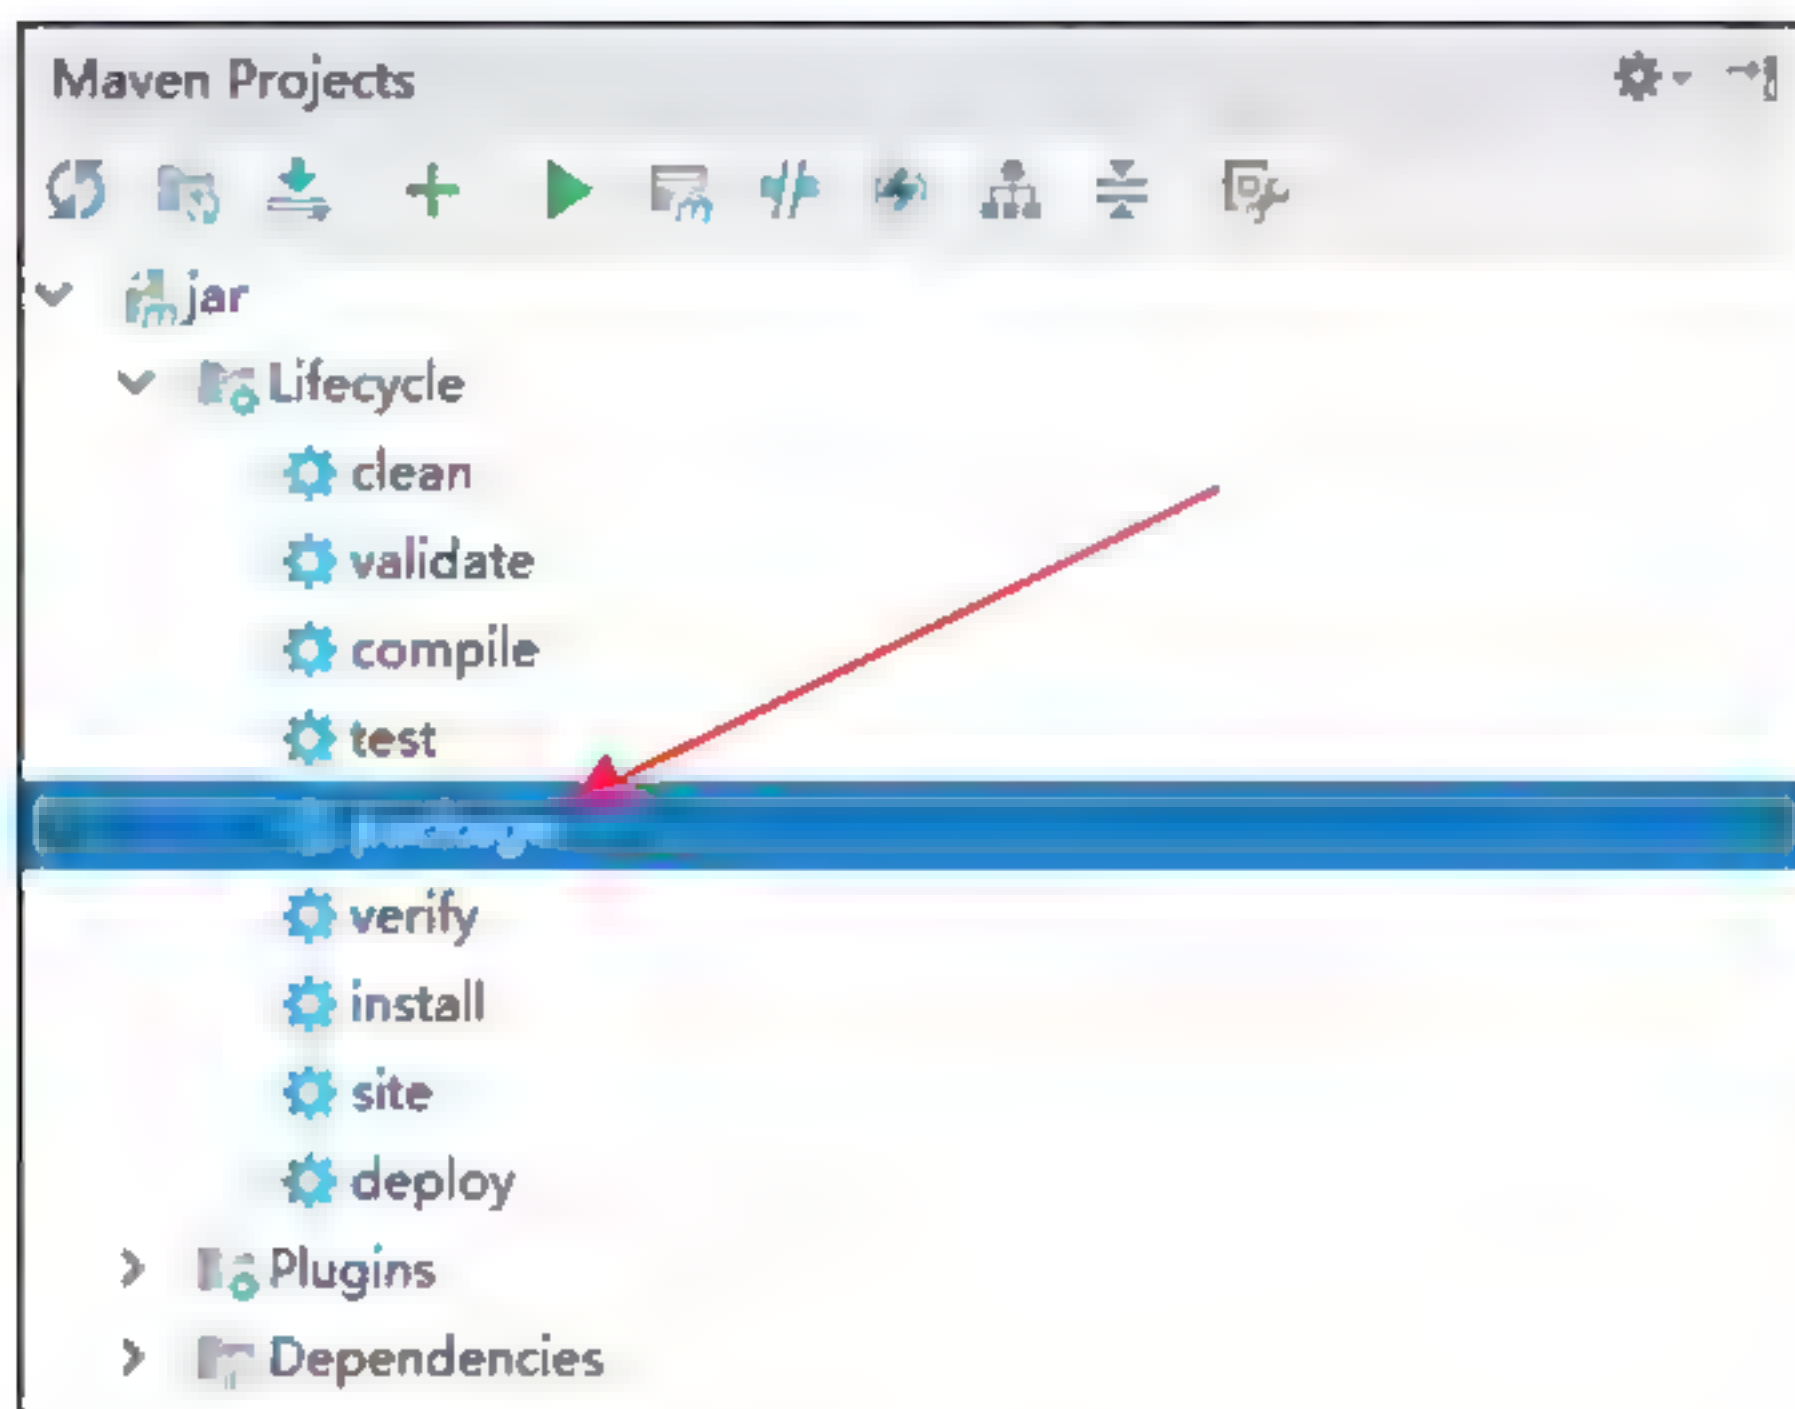 Maven Projects
jar
Lifecycle
clean
validate
compile
test
verify
install
site
deploy
Plugins
Dependencies